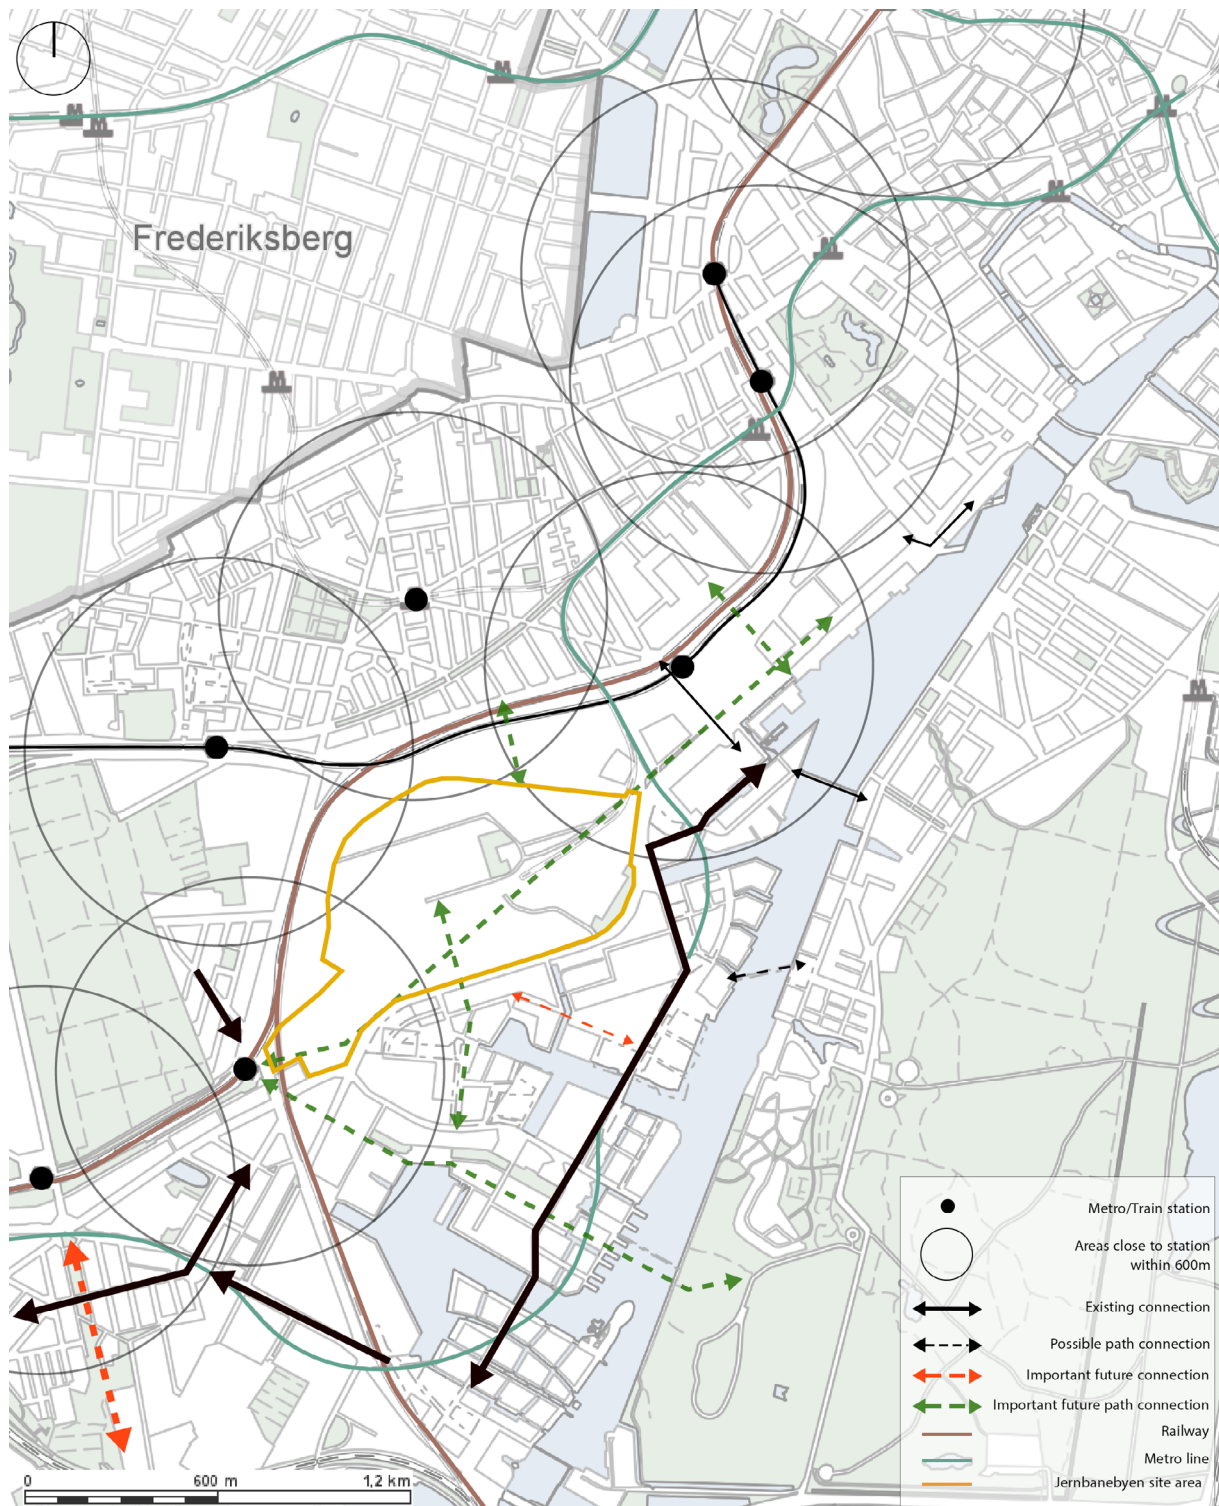 Frederiksberg
Metro/Train station
Areas close to station
within 600m
Existing connection
Possible path connection
Important future connection
Important future path connection
Railway
Metro line
Jernbanebyen site area
0 600 m 1,2 km